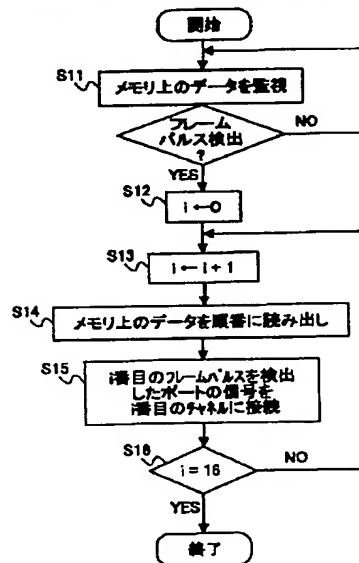 開始
S11
メモリ上のデータを監視
フレーム
パルス検出
?
NO
YES
S12
i←0
S13
i←i+1
S14
メモリ上のデータを順番に読み出し
S15
i番目のフレームパルスを検出
したポートの信号を
i番目のチャネルに接続
S16
i=16
NO
YES
終了